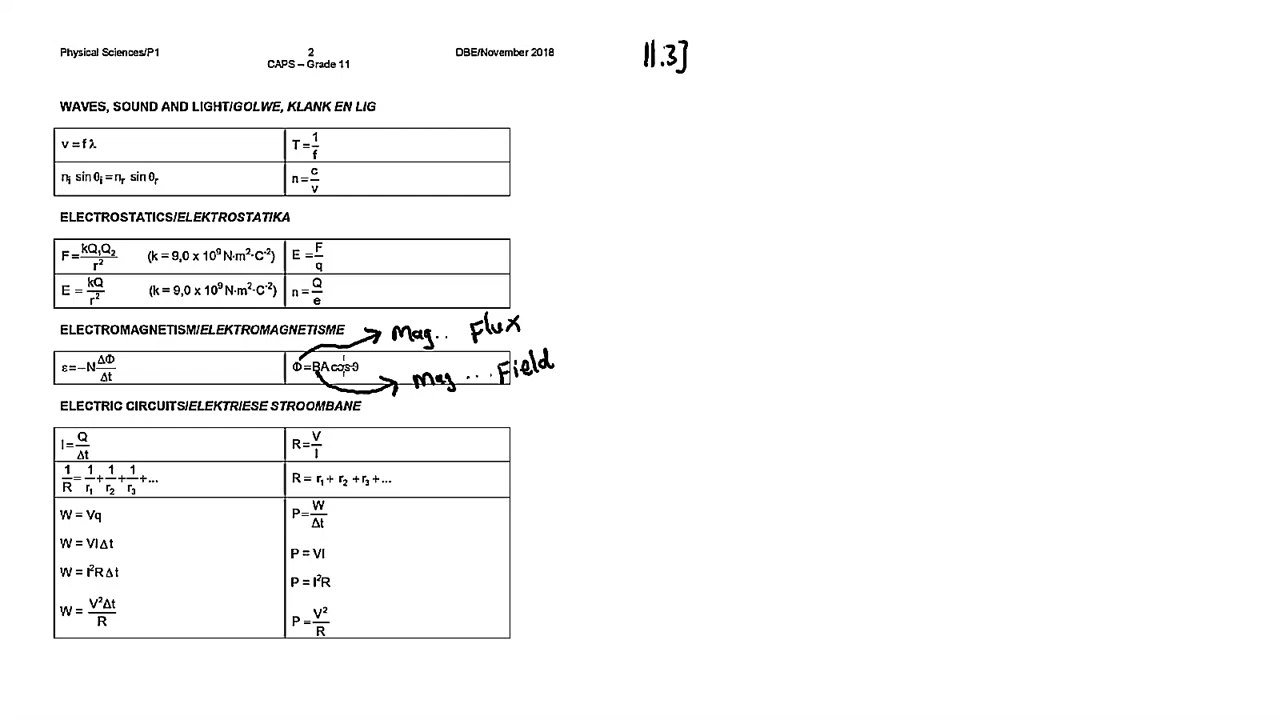 Physical Sciences/P1 2 DBE/November 2018
CAPS – Grade 11
11.3]
WAVES, SOUND AND LIGHT/GOLWE, KLANK EN LIG
v = f λ T = 1/f
nᵢ sin θᵢ = nᵣ sin θᵣ n = c/v
ELECTROSTATICS/ELEKTROSTATIKA
F = kQ₁Q₂/r² (k = 9,0 x 10⁹ N·m²·C⁻²) E = F/q
E = kQ/r² (k = 9,0 x 10⁹ N·m²·C⁻²) n = Q/e
ELECTROMAGNETISM/ELEKTROMAGNETISME
Mag.. Flux
ε = −N ΔΦ/Δt Φ = BA cos θ
Mag ... Field
ELECTRIC CIRCUITS/ELEKTRIESE STROOMBANE
I = Q/Δt R = V/I
1/R = 1/r₁ + 1/r₂ + 1/r₃ + ... R = r₁ + r₂ + r₃ + ...
W = Vq P = W/Δt
W = VIΔt P = VI
W = I²RΔt P = I²R
W = V²Δt/R P = V²/R